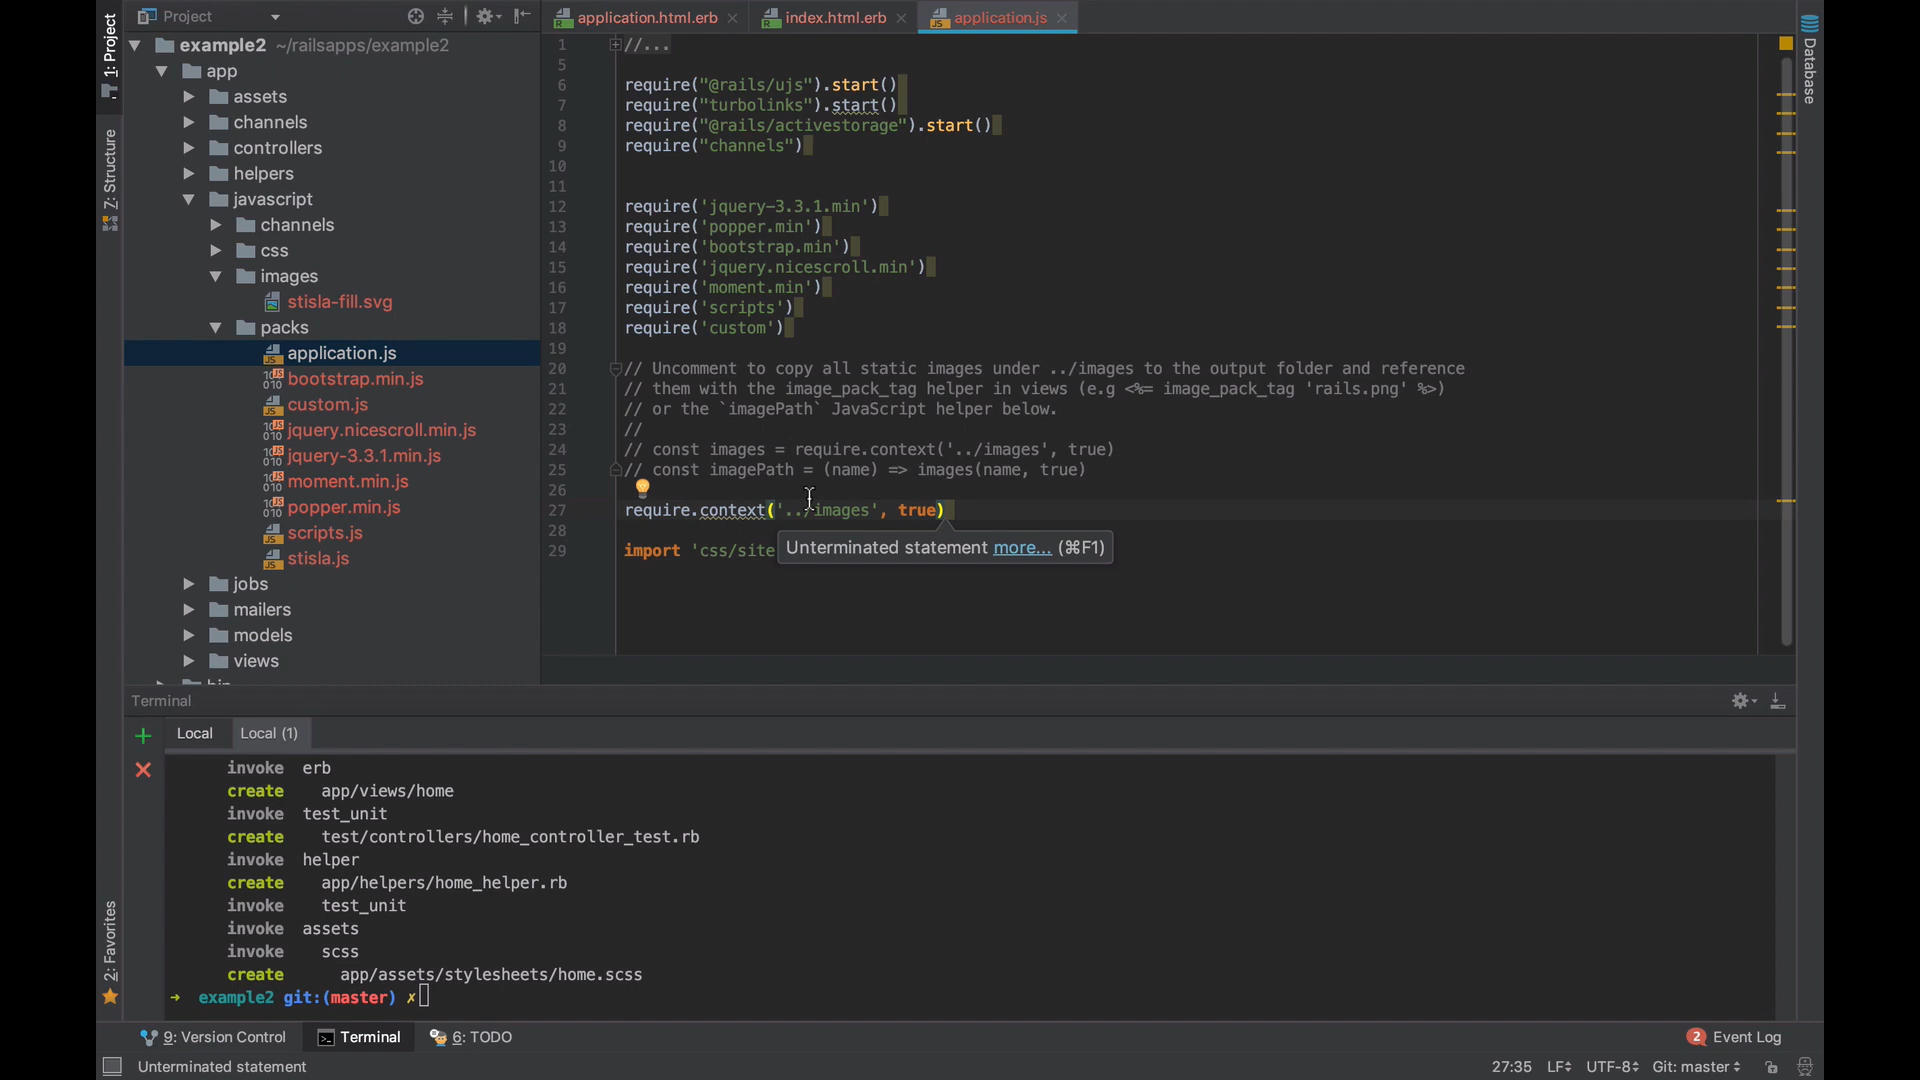 Project
application.html.erb
index.html.erb
application.js
1: Project
7: Structure
2: Favorites
Database
example2 ~/railsapps/example2
app
assets
channels
controllers
helpers
javascript
channels
css
images
stisla-fill.svg
packs
application.js
bootstrap.min.js
custom.js
jquery.nicescroll.min.js
jquery-3.3.1.min.js
moment.min.js
popper.min.js
scripts.js
stisla.js
jobs
mailers
models
views
1 //...
5
6 require("@rails/ujs").start()
7 require("turbolinks").start()
8 require("@rails/activestorage").start()
9 require("channels")
10
11
12 require('jquery-3.3.1.min')
13 require('popper.min')
14 require('bootstrap.min')
15 require('jquery.nicescroll.min')
16 require('moment.min')
17 require('scripts')
18 require('custom')
19
20 // Uncomment to copy all static images under ../images to the output folder and reference
21 // them with the image_pack_tag helper in views (e.g <%= image_pack_tag 'rails.png' %>)
22 // or the `imagePath` JavaScript helper below.
23 //
24 // const images = require.context('../images', true)
25 // const imagePath = (name) => images(name, true)
26
27 require.context('../images', true)
28
29 import 'css/site
Unterminated statement more... (⌘F1)
Terminal
Local
Local (1)
invoke erb
create app/views/home
invoke test_unit
create test/controllers/home_controller_test.rb
invoke helper
create app/helpers/home_helper.rb
invoke test_unit
invoke assets
invoke scss
create app/assets/stylesheets/home.scss
➜ example2 git:(master) ✗
9: Version Control
Terminal
6: TODO
2 Event Log
Unterminated statement
27:35 LF UTF-8 Git: master